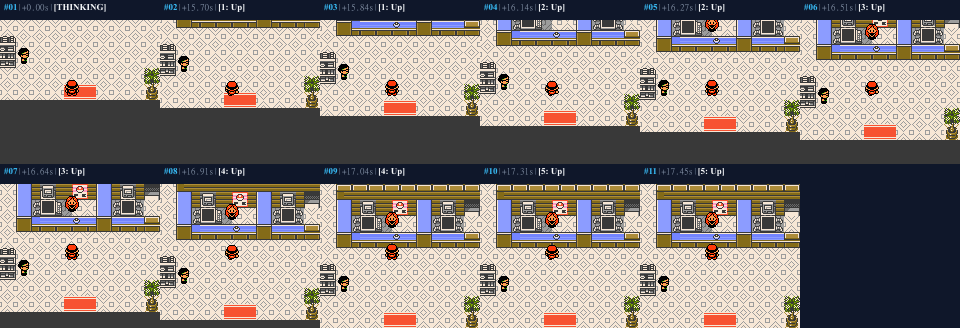 #01|+0.00s|[THINKING]
#02|+15.70s|[1: Up]
#03|+15.84s|[1: Up]
#04|+16.14s|[2: Up]
#05|+16.27s|[2: Up]
#06|+16.51s|[3: Up]
#07|+16.64s|[3: Up]
#08|+16.91s|[4: Up]
#09|+17.04s|[4: Up]
#10|+17.31s|[5: Up]
#11|+17.45s|[5: Up]